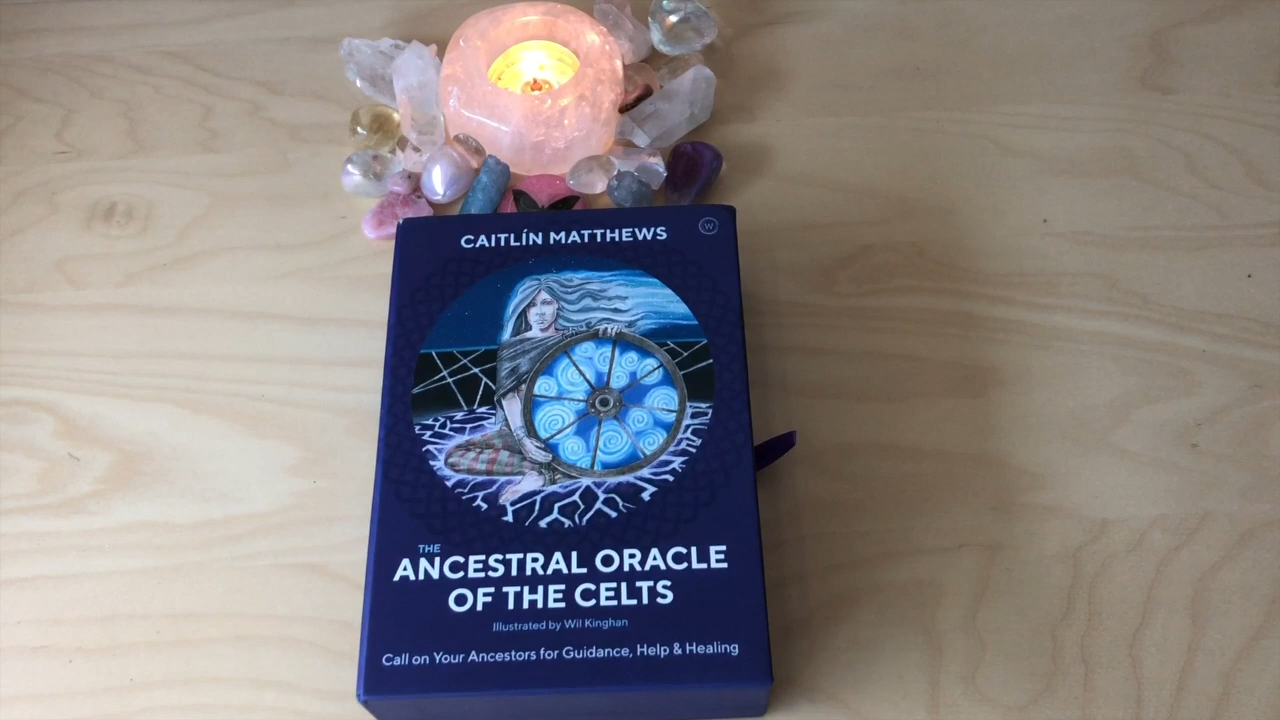 CAITLÍN MATTHEWS
W
THE
ANCESTRAL ORACLE
OF THE CELTS
Illustrated by Wil Kinghan
Call on Your Ancestors for Guidance, Help & Healing